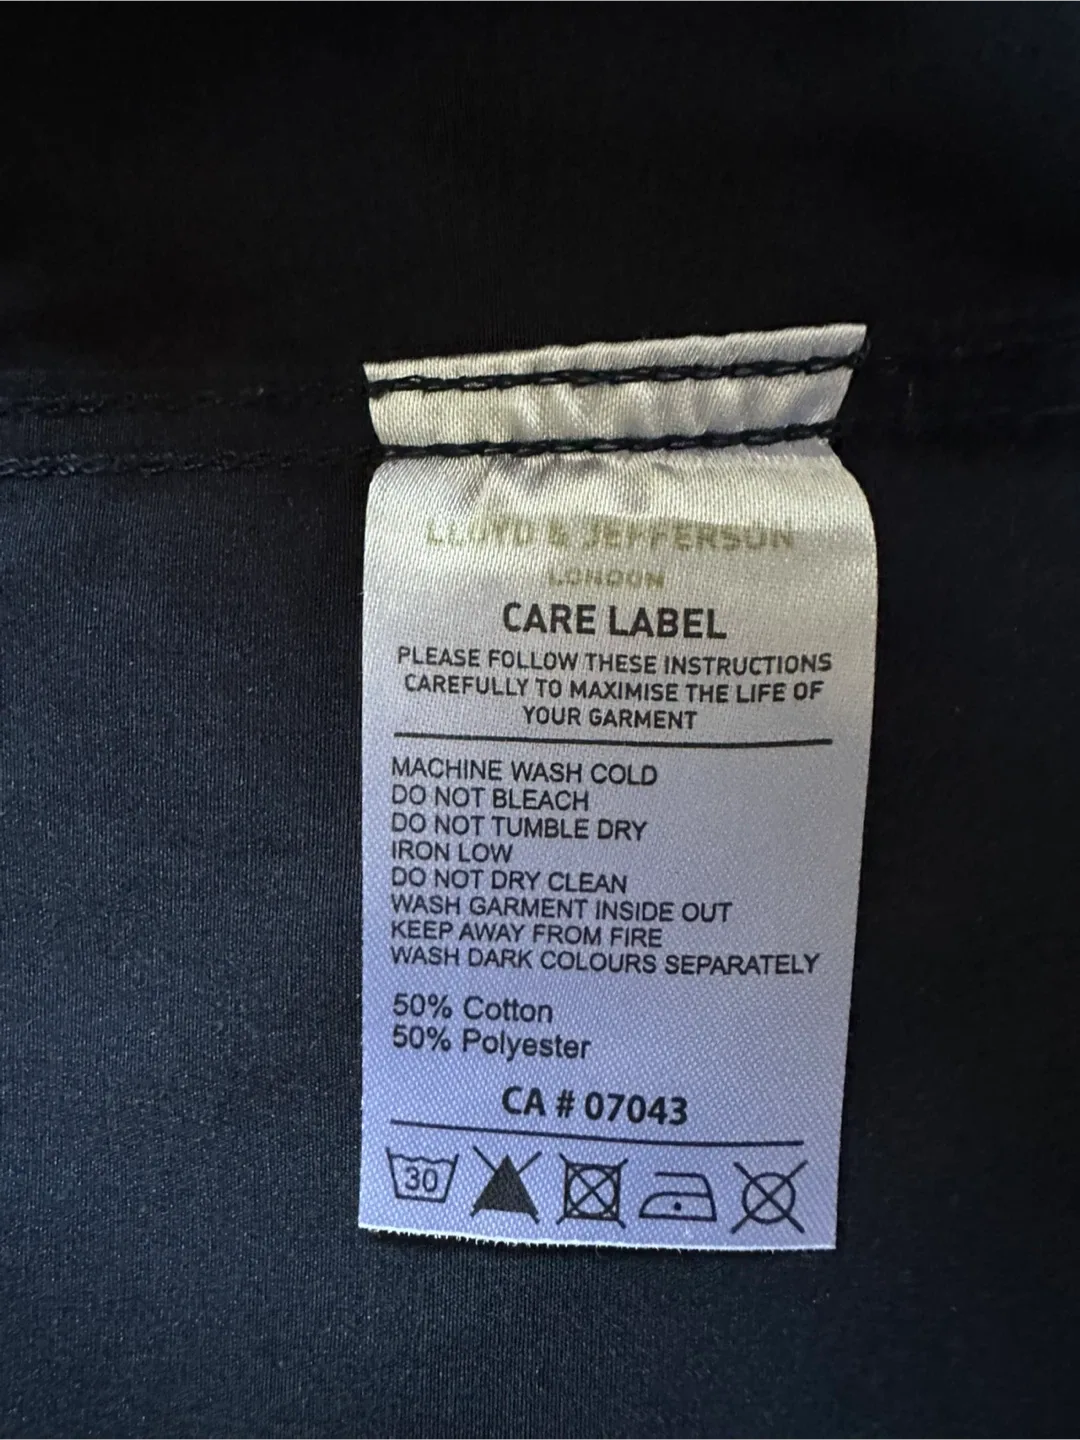 LLOYD & JEFFERSON
LONDON
CARE LABEL
PLEASE FOLLOW THESE INSTRUCTIONS
CAREFULLY TO MAXIMISE THE LIFE OF
YOUR GARMENT
MACHINE WASH COLD
DO NOT BLEACH
DO NOT TUMBLE DRY
IRON LOW
DO NOT DRY CLEAN
WASH GARMENT INSIDE OUT
KEEP AWAY FROM FIRE
WASH DARK COLOURS SEPARATELY
50% Cotton
50% Polyester
CA # 07043
30